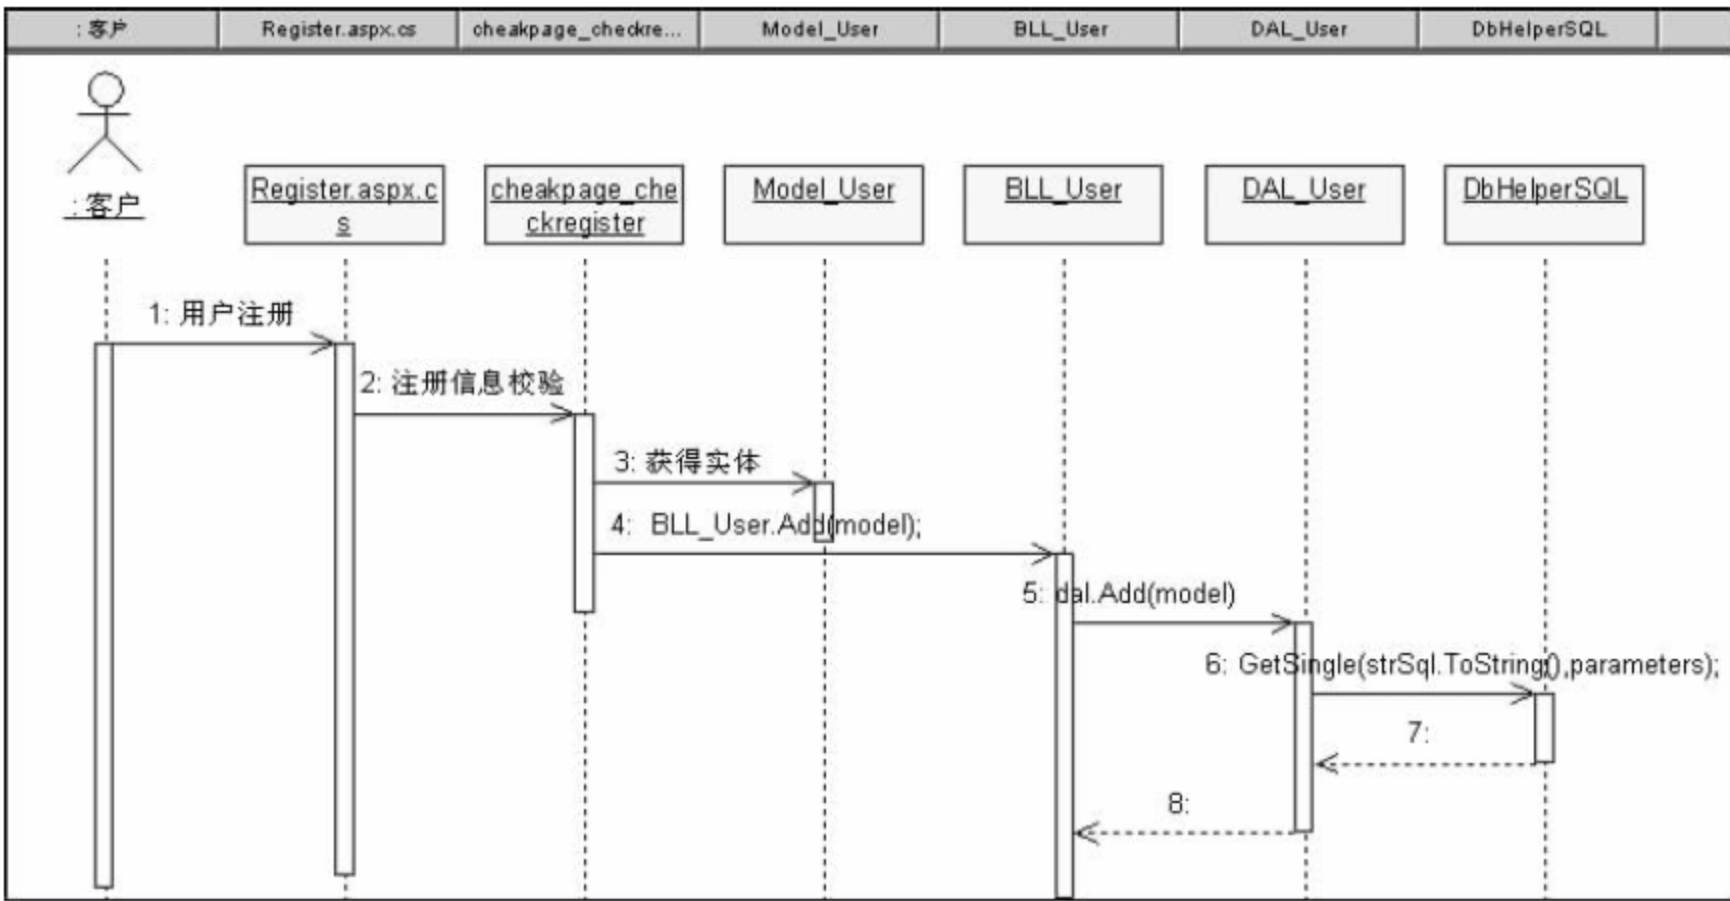 : 客户
Register.aspx.cs
cheakpage_checkre...
Model_User
BLL_User
DAL_User
DbHelperSQL
: 客户
Register.aspx.c
s
cheakpage_che
ckregister
Model_User
BLL_User
DAL_User
DbHelperSQL
1: 用户注册
2: 注册信息校验
3: 获得实体
4: BLL_User.Add(model);
5: dal.Add(model)
6: GetSingle(strSql.ToString(),parameters);
7:
8: